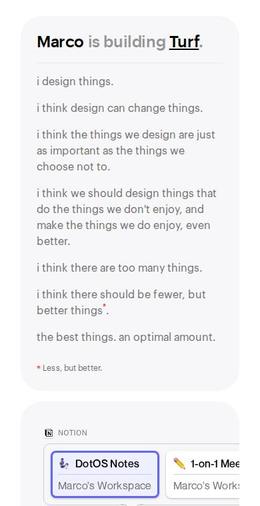 Marco is building Turf.
i design things.
i think design can change things.
i think the things we design are just
as important as the things we
choose not to.
i think we should design things that
do the things we don't enjoy, and
make the things we do enjoy, even
better.
i think there are too many things.
i think there should be fewer, but
better things*.
the best things. an optimal amount.
* Less, but better.
NOTION
DotOS Notes
1-on-1 Mee
Marco's Workspace
Marco's Works